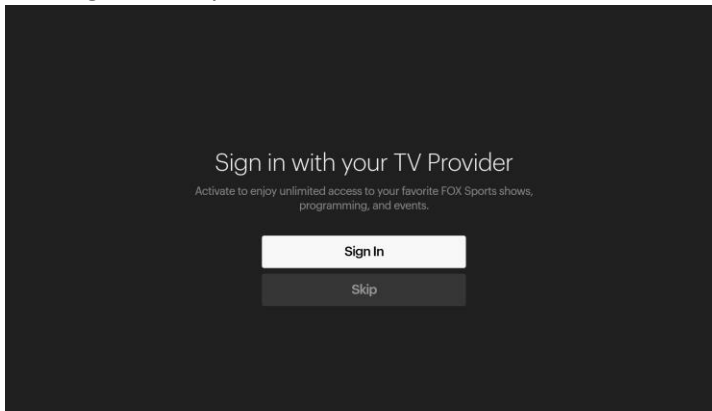 Sign in with your TV Provider
Activate to enjoy unlimited access to your favorite FOX Sports shows,
programming, and events.
Sign In
Skip